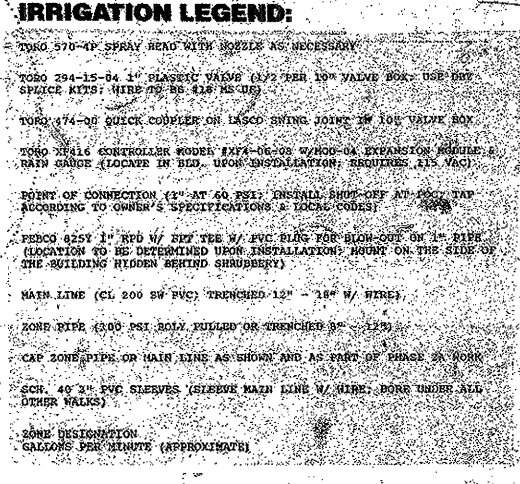 IRRIGATION LEGEND:
TORO 570-4P SPRAY HEAD WITH NOZZLE AS NECESSARY
TORO 294-15-04 1" PLASTIC VALVE (1/2 PER 10" VALVE BOX; USE DRY
SPLICE KITS; WIRE TO BE #18 MS UF)
TORO 474-00 QUICK COUPLER ON LASCO SWING JOINT IN 10" VALVE BOX
TORO XP416 CONTROLLER MODEL #XF4-06-08 W/MOD-04 EXPANSION MODULE &
RAIN GAUGE (LOCATE IN BLD. UPON INSTALLATION; REQUIRES 115 VAC)
POINT OF CONNECTION (1" AT 60 PSI; INSTALL SHUT-OFF AT POC; TAP
ACCORDING TO OWNER'S SPECIFICATIONS & LOCAL CODES)
FEBCO 825Y 1" RPD W/ SPT TEE W/ PVC PLUG FOR BLOW-OUT ON 1" PIPE
(LOCATION TO BE DETERMINED UPON INSTALLATION; MOUNT ON THE SIDE OF
THE BUILDING HIDDEN BEHIND SHRUBBERY)
MAIN LINE (CL 200 SW PVC; TRENCHED 12" - 18" W/ WIRE)
ZONE PIPE (100 PSI POLY PULLED OR TRENCHED 8" - 12")
CAP ZONE PIPE OR MAIN LINE AS SHOWN AND AS PART OF PHASE 2A WORK
SCH. 40 2" PVC SLEEVES (SLEEVE MAIN LINE W/ WIRE; BORE UNDER ALL
OTHER WALKS)
ZONE DESIGNATION
GALLONS PER MINUTE (APPROXIMATE)